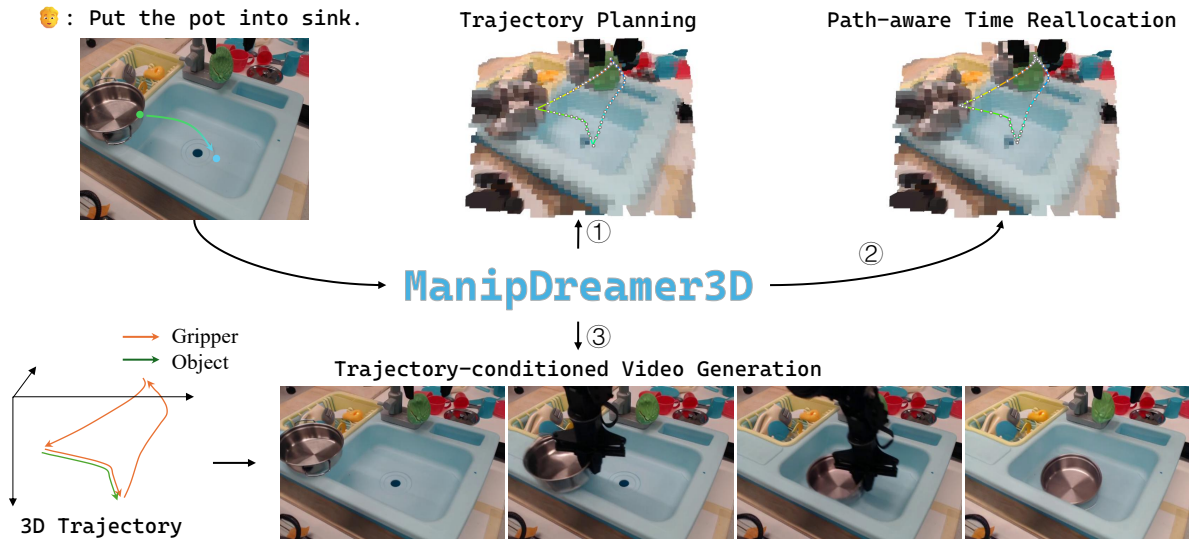 : Put the pot into sink.
Trajectory Planning
Path-aware Time Reallocation
①
②
ManipDreamer3D
③
Gripper
Object
Trajectory-conditioned Video Generation
3D Trajectory